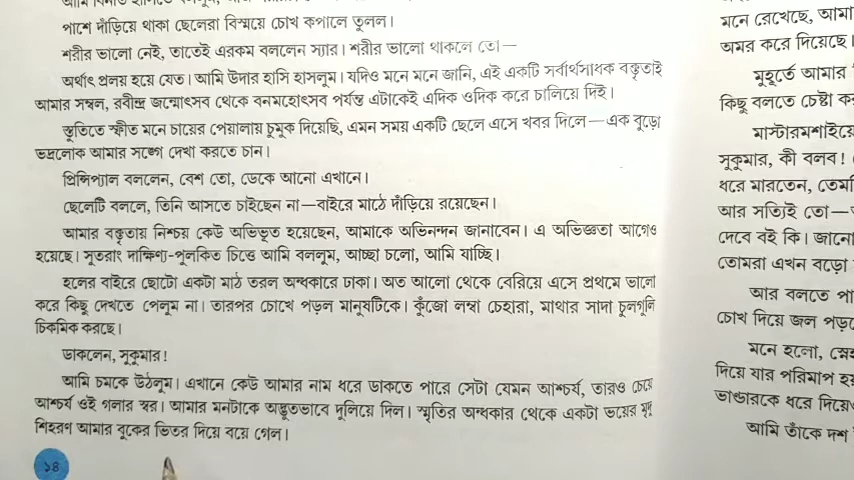 পাশে দাঁড়িয়ে থাকা ছেলেরা বিস্ময়ে চোখ কপালে তুলল।
শরীর ভালো নেই, তাতেই এরকম বললেন স্যার। শরীর ভালো থাকলে তো—
অর্থাৎ প্রলয় হয়ে যেত। আমি উদার হাসি হাসলুম। যদিও মনে মনে জানি, এই একটি সর্বার্থসাধক বক্তৃতাই
আমার সম্বল, রবীন্দ্র জন্মোৎসব থেকে বনমহোৎসব পর্যন্ত এটাকেই এদিক ওদিক করে চালিয়ে দিই।
স্তুতিতে স্ফীত মনে চায়ের পেয়ালায় চুমুক দিয়েছি, এমন সময় একটি ছেলে এসে খবর দিলে—এক বুড়ো
ভদ্রলোক আমার সঙ্গে দেখা করতে চান।
প্রিন্সিপ্যাল বললেন, বেশ তো, ডেকে আনো এখানে।
ছেলেটি বললে, তিনি আসতে চাইছেন না—বাইরে মাঠে দাঁড়িয়ে রয়েছেন।
আমার বক্তৃতায় নিশ্চয় কেউ অভিভূত হয়েছেন, আমাকে অভিনন্দন জানাবেন। এ অভিজ্ঞতা আগেও
হয়েছে। সুতরাং দাক্ষিণ্য-পুলকিত চিত্তে আমি বললুম, আচ্ছা চলো, আমি যাচ্ছি।
হলের বাইরে ছোটো একটা মাঠ তরল অন্ধকারে ঢাকা। অত আলো থেকে বেরিয়ে এসে প্রথমে ভালো
করে কিছু দেখতে পেলুম না। তারপর চোখে পড়ল মানুষটিকে। কুঁজো লম্বা চেহারা, মাথার সাদা চুলগুলি
চিকমিক করছে।
ডাকলেন, সুকুমার!
আমি চমকে উঠলুম। এখানে কেউ আমার নাম ধরে ডাকতে পারে সেটা যেমন আশ্চর্য, তারও চেয়ে
আশ্চর্য ওই গলার স্বর। আমার মনটাকে অদ্ভুতভাবে দুলিয়ে দিল। স্মৃতির অন্ধকার থেকে একটা ভয়ের মৃদু
শিহরণ আমার বুকের ভিতর দিয়ে বয়ে গেল।
১৪
মনে রেখেছে, আমা
অমর করে দিয়েছে।
মুহূর্তে আমার
কিছু বলতে চেষ্টা ক
মাস্টারমশাইয়ে
সুকুমার, কী বলব!
ধরে মারতেন, তেমা
আর সত্যিই তো—
দেবে বই কি। জানো
তোমরা এখন বড়ো
আর বলতে পা
চোখ দিয়ে জল পড়
মনে হলো, স্নে
দিয়ে যার পরিমাপ হ
ভাণ্ডারকে ধরে দিয়ে
আমি তাঁকে দশ